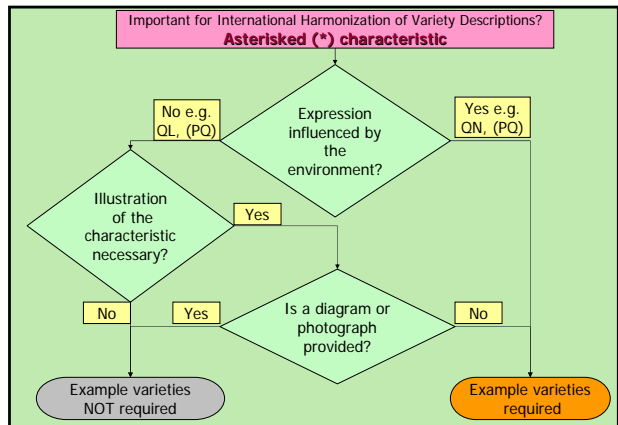 Important for International Harmonization of Variety Descriptions?
Asterisked (*) characteristic
No e.g.
QL, (PQ)
Expression
influenced by
the
environment?
Yes e.g.
QN, (PQ)
Illustration
of the
characteristic
necessary?
Yes
No
Yes
Is a diagram or
photograph
provided?
No
Example varieties
NOT required
Example varieties
required